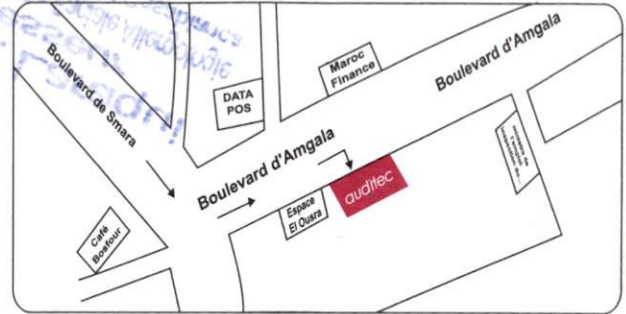 Boulevard d'Amgala
Maroc
Finance
Boulevard de Smara
DATA
POS
Boulevard d'Amgala
auditec
Espace
El Ousra
Café
Bosfour